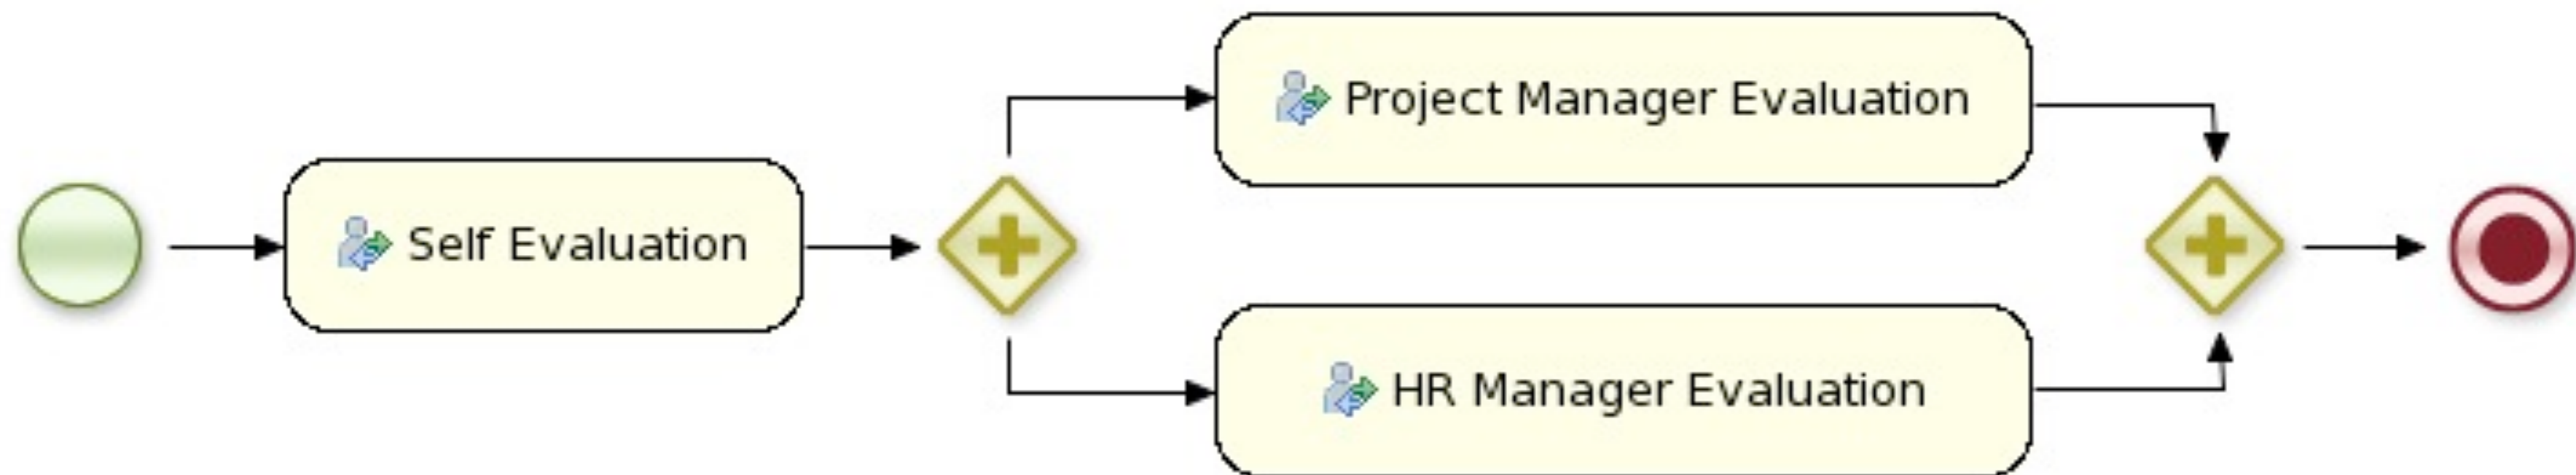 Self Evaluation
Project Manager Evaluation
HR Manager Evaluation